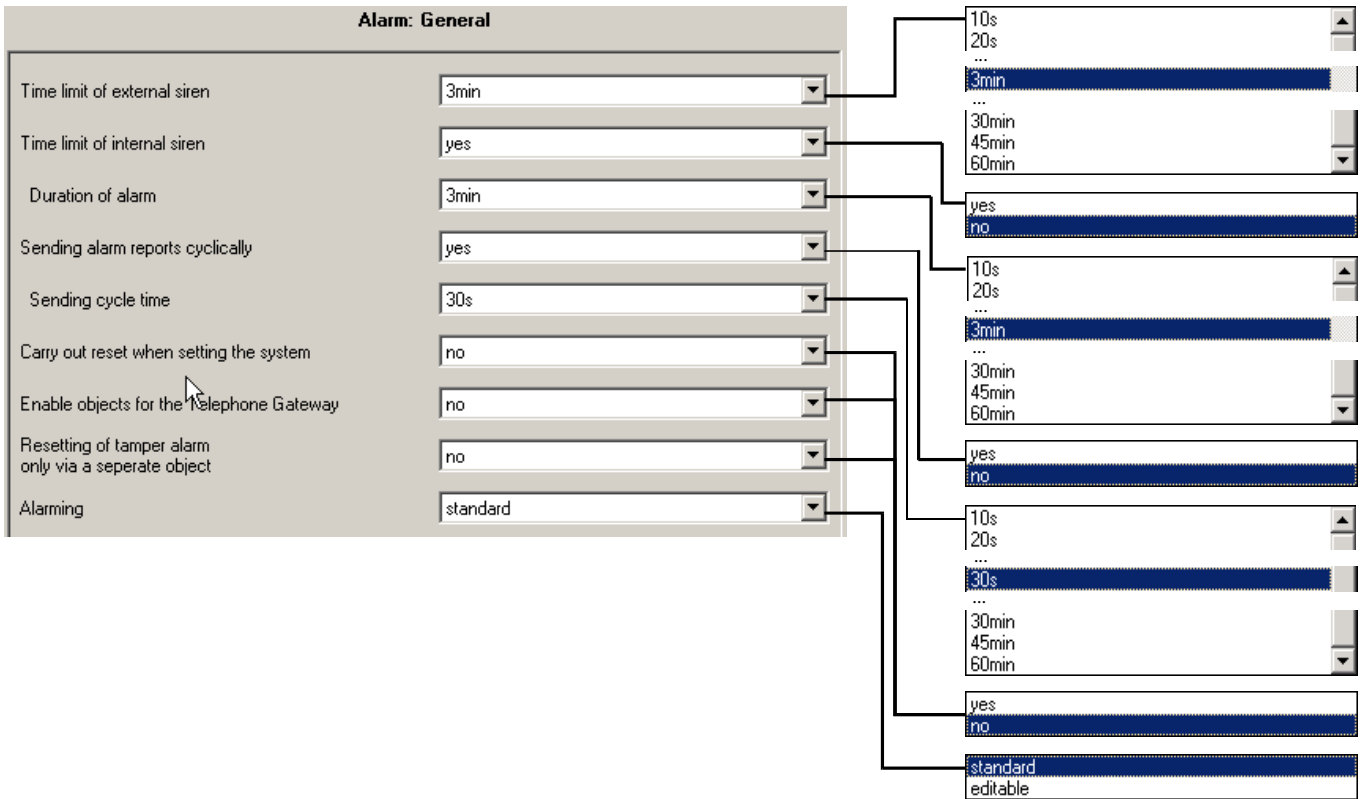 Alarm: General
Time limit of external siren 3min
Time limit of internal siren yes
Duration of alarm 3min
Sending alarm reports cyclically yes
Sending cycle time 30s
Carry out reset when setting the system no
Enable objects for the Telephone Gateway no
Resetting of tamper alarm
only via a seperate object no
Alarming standard
10s
20s
...
3min
...
30min
45min
60min
yes
no
10s
20s
...
3min
...
30min
45min
60min
yes
no
10s
20s
...
30s
...
30min
45min
60min
yes
no
standard
editable